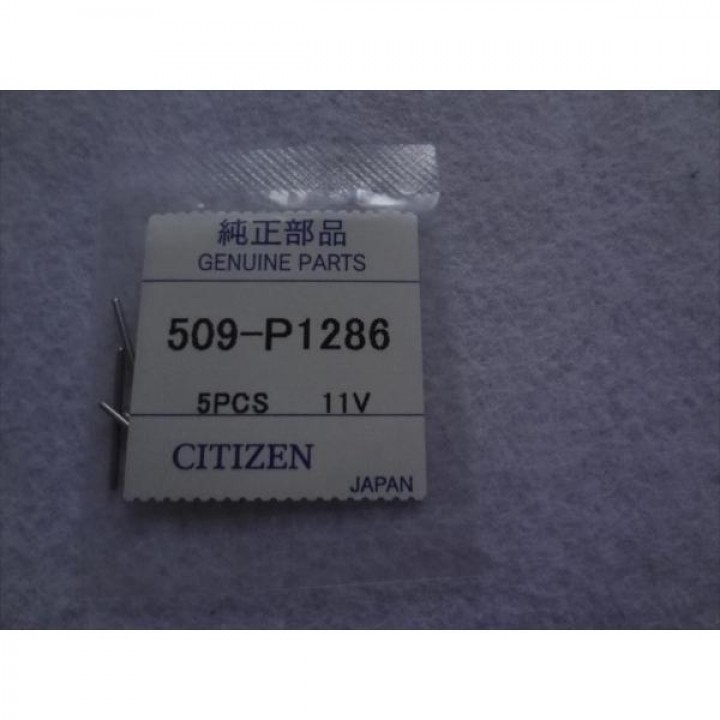 純正部品
GENUINE PARTS
509-P1286
5PCS 11V
CITIZEN
JAPAN